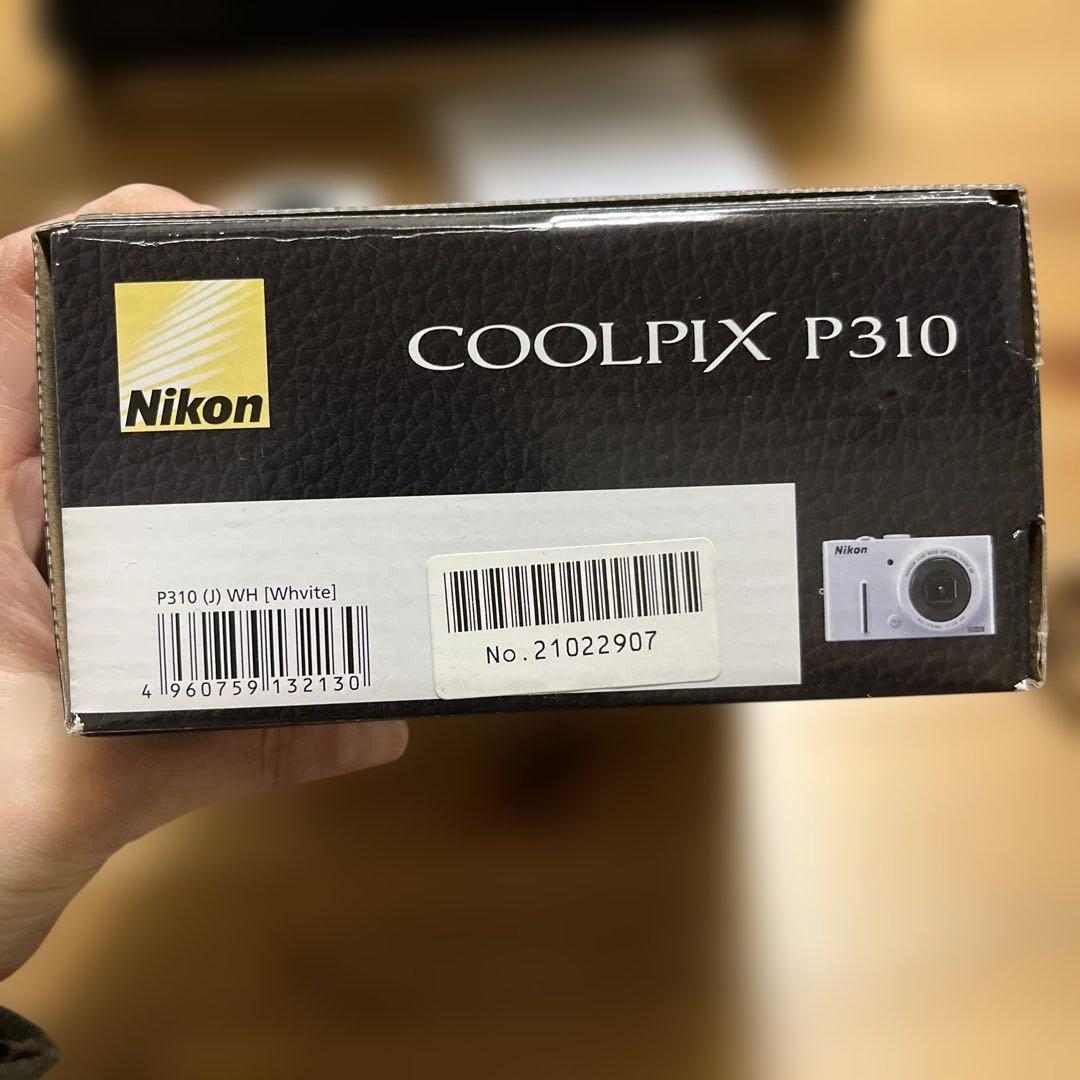 Nikon
COOLPIX P310
P310 (J) WH [Whvite]
4 960759 132130
No.21022907
Nikon